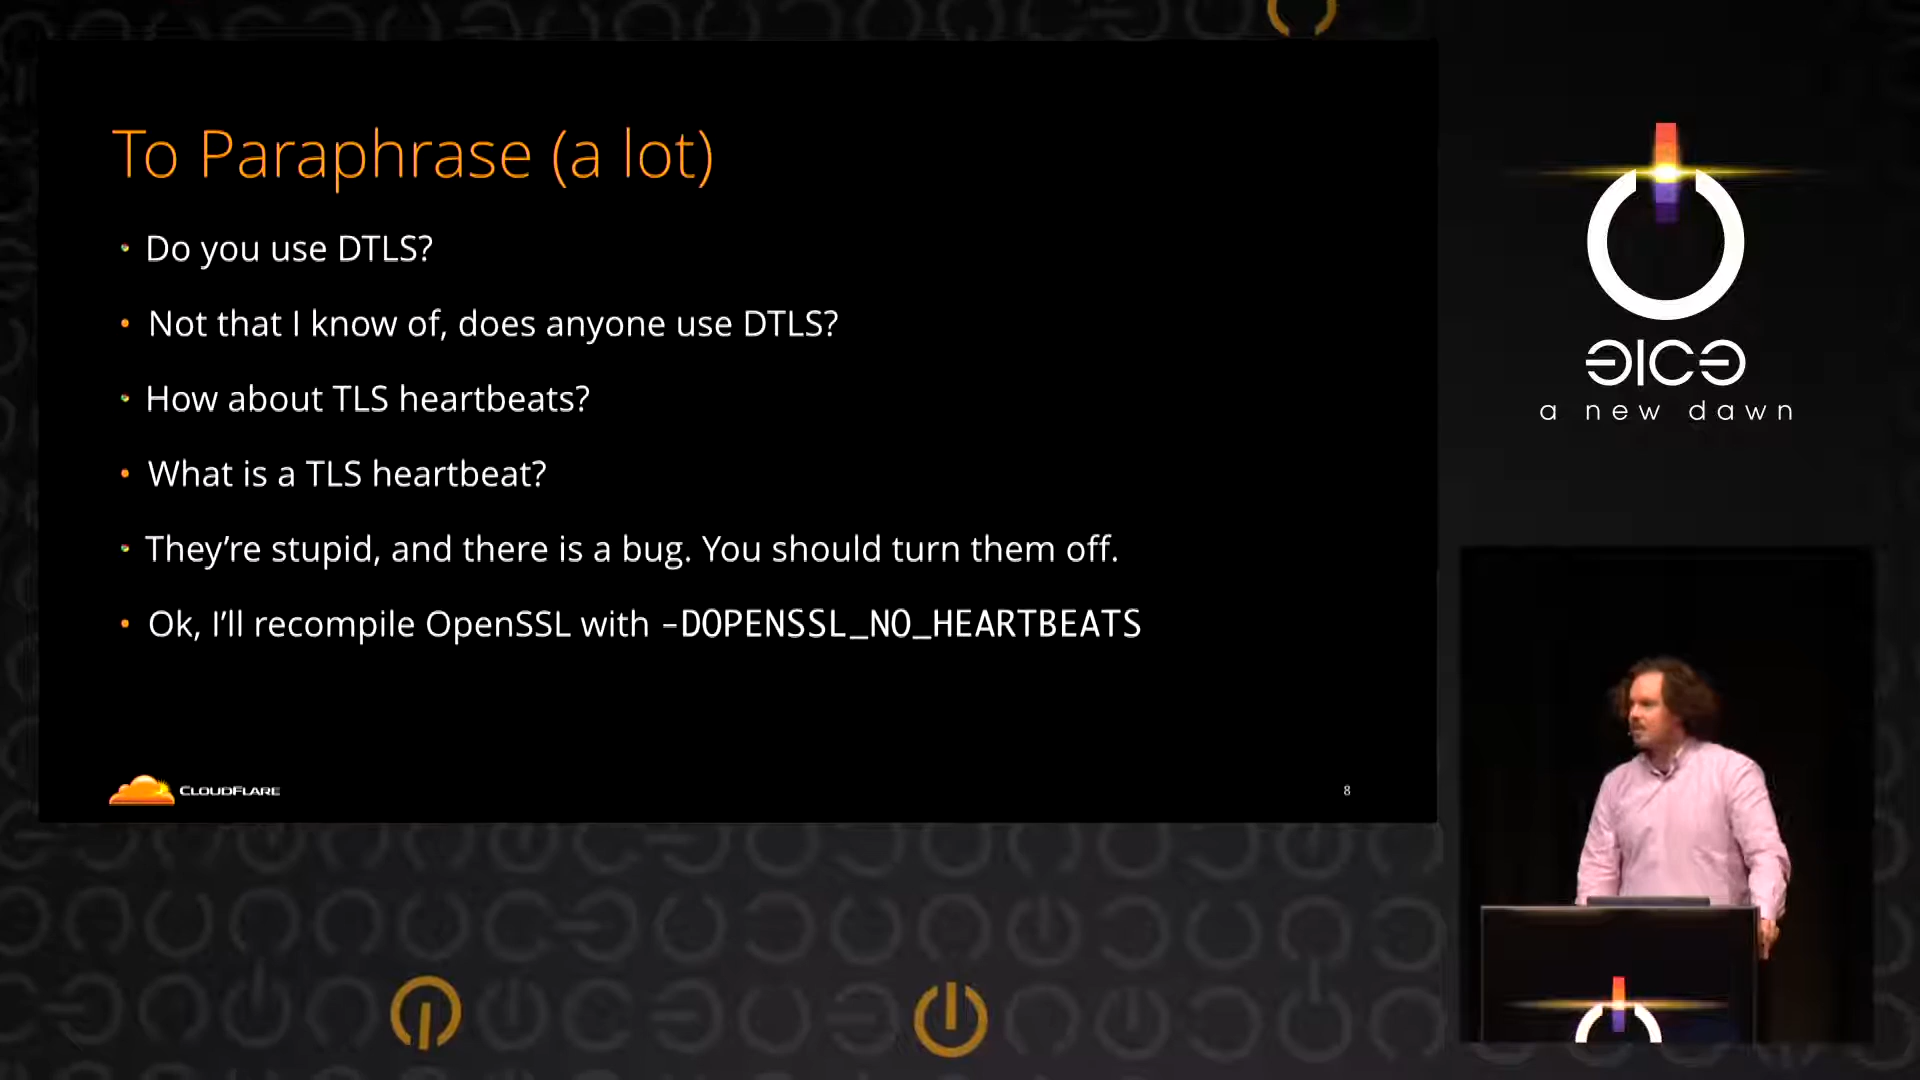 To Paraphrase (a lot)
• Do you use DTLS?
• Not that I know of, does anyone use DTLS?
• How about TLS heartbeats?
• What is a TLS heartbeat?
• They’re stupid, and there is a bug. You should turn them off.
• Ok, I’ll recompile OpenSSL with -DOPENSSL_NO_HEARTBEATS
CLOUDFLARE
8
a new dawn